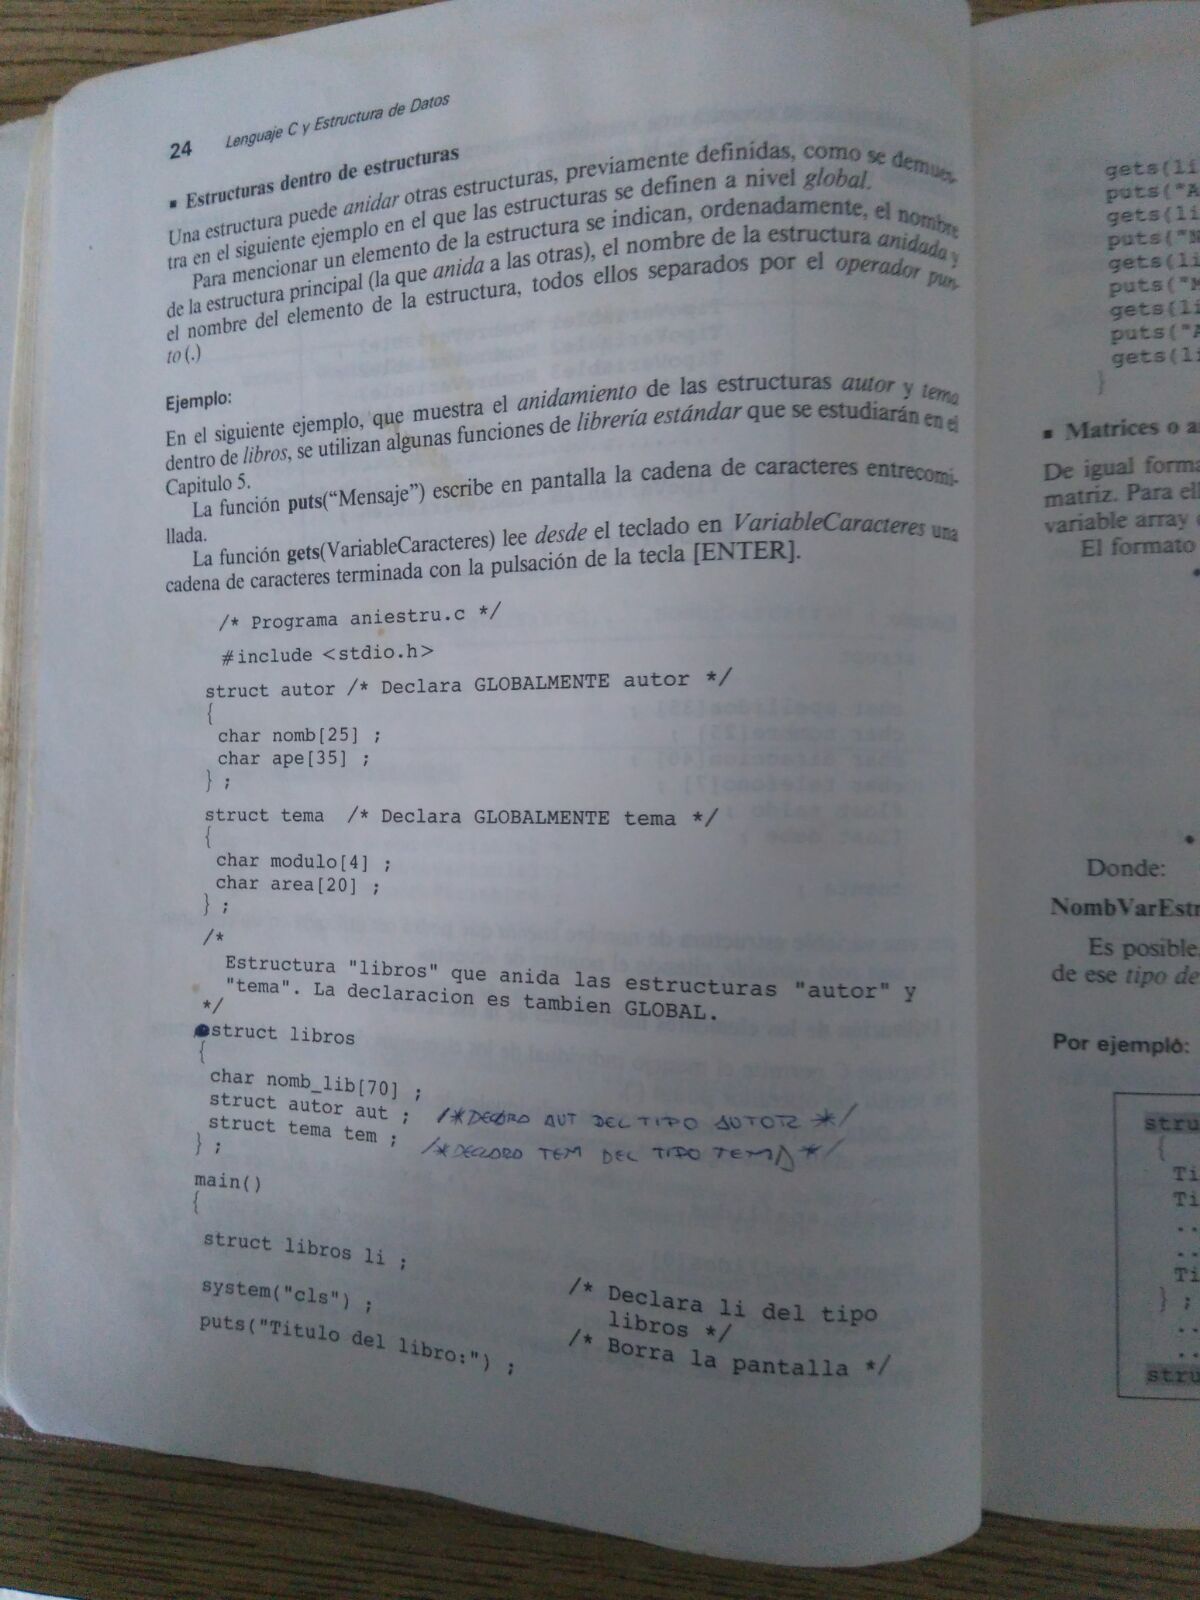 24 Lenguaje C y Estructura de Datos
▪ Estructuras dentro de estructuras
Una estructura puede anidar otras estructuras, previamente definidas, como se demues-
tra en el siguiente ejemplo en el que las estructuras se definen a nivel global.
Para mencionar un elemento de la estructura se indican, ordenadamente, el nombre
de la estructura principal (la que anida a las otras), el nombre de la estructura anidada y
el nombre del elemento de la estructura, todos ellos separados por el operador pun-
to (.)
Ejemplo:
En el siguiente ejemplo, que muestra el anidamiento de las estructuras autor y tema
dentro de libros, se utilizan algunas funciones de librería estándar que se estudiarán en el
Capitulo 5.
La función puts(“Mensaje”) escribe en pantalla la cadena de caracteres entrecomi-
llada.
La función gets(VariableCaracteres) lee desde el teclado en VariableCaracteres una
cadena de caracteres terminada con la pulsación de la tecla [ENTER].
/* Programa aniestru.c */
#include <stdio.h>
struct autor /* Declara GLOBALMENTE autor */
{
char nomb[25] ;
char ape[35] ;
} ;
struct tema /* Declara GLOBALMENTE tema */
{
char modulo[4] ;
char area[20] ;
} ;
/*
Estructura "libros" que anida las estructuras "autor" y
"tema". La declaracion es tambien GLOBAL.
*/
struct libros
{
char nomb_lib[70] ;
struct autor aut ; /* DECLARO AUT DEL TIPO AUTOR */
struct tema tem ; /* DECLARO TEM DEL TIPO TEMA */
} ;
main()
{
struct libros li ;
system("cls") ; /* Declara li del tipo
libros */
puts("Titulo del libro:") ; /* Borra la pantalla */
gets(li
puts("A
gets(li
puts("N
gets(li
puts("M
gets(li
puts("A
gets(li
}
▪ Matrices o
De igual forma
matriz. Para
variable array
El formato
Donde:
NombVarEstr
Es posible,
de ese tipo de
Por ejemplo:
stru
{
Ti
Ti
..
..
Ti
} ;
..
..
stru